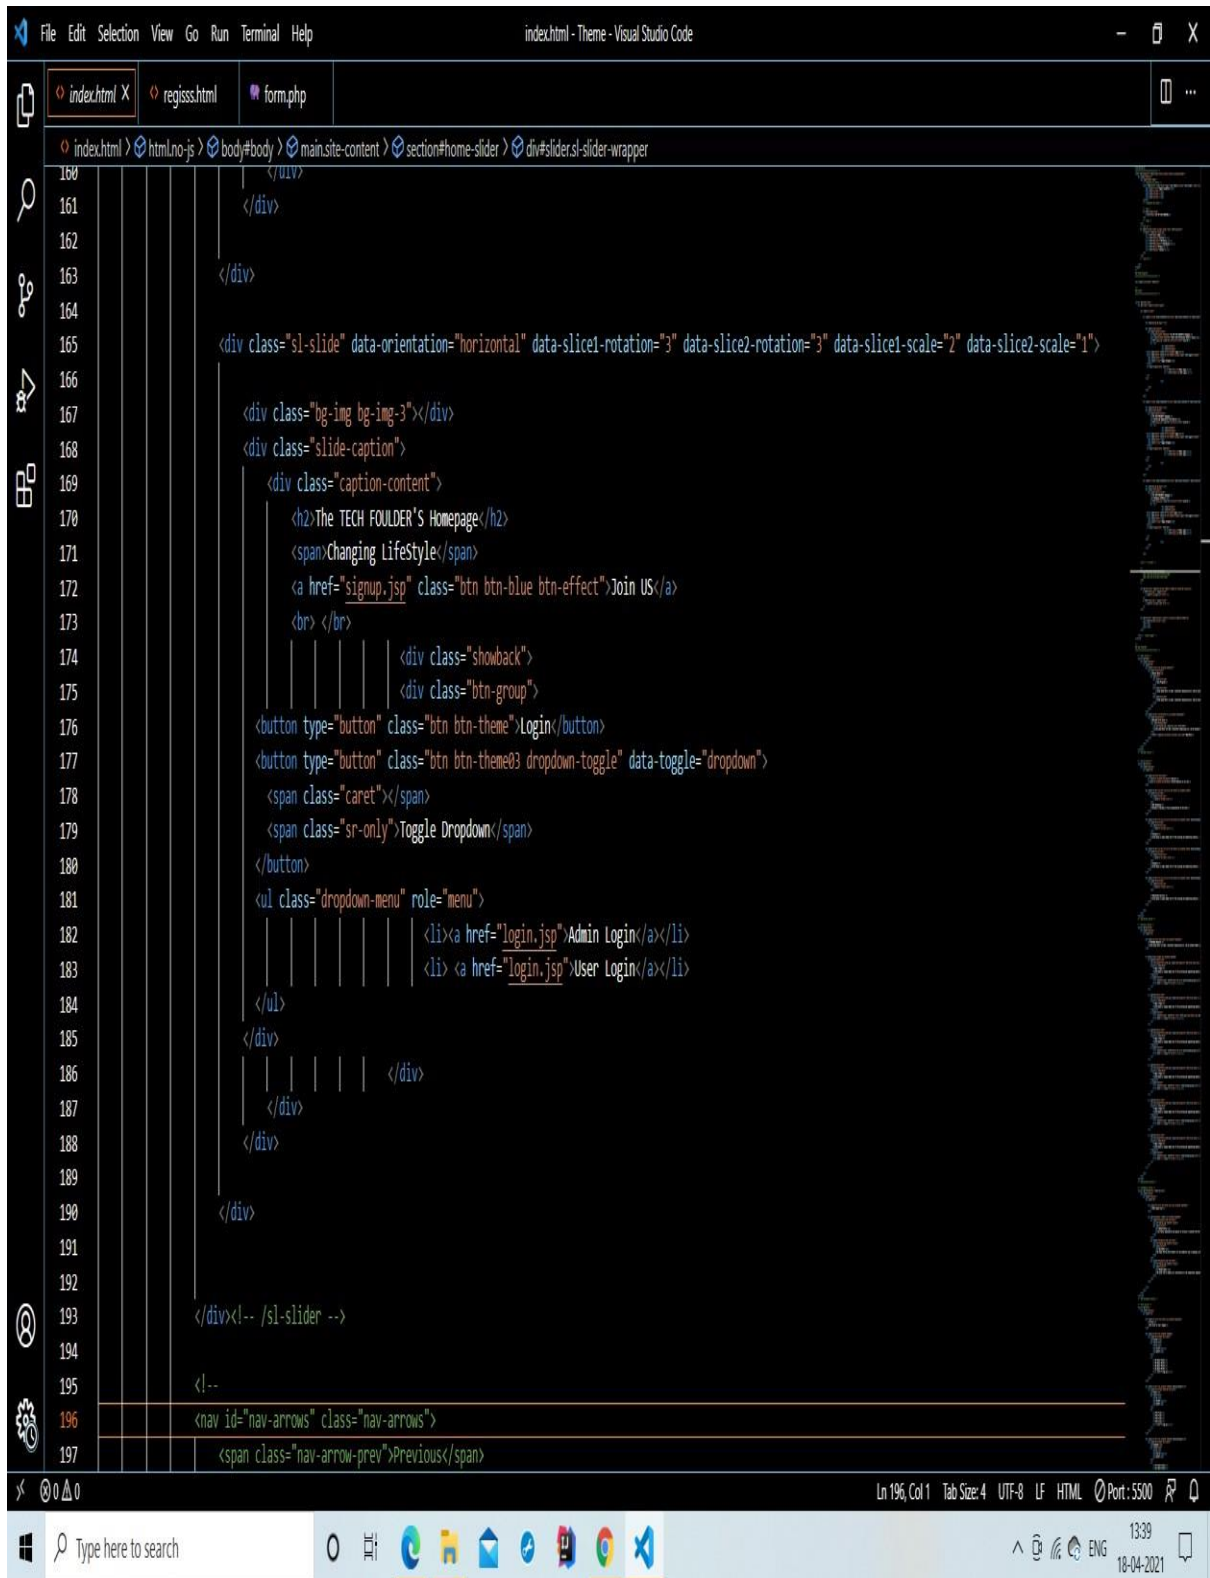 File Edit Selection View Go Run Terminal Help index.html - Theme - Visual Studio Code
index.html X regisss.html form.php
index.html > html.no-js > body#body > main.site-content > section#home-slider > div#slider.sl-slider-wrapper
160 </div>
161 </div>
162
163 </div>
164
165 <div class="sl-slide" data-orientation="horizontal" data-slice1-rotation="3" data-slice2-rotation="3" data-slice1-scale="2" data-slice2-scale="1">
166
167 <div class="bg-img bg-img-3"></div>
168 <div class="slide-caption">
169 <div class="caption-content">
170 <h2>The TECH FOULDER'S Homepage</h2>
171 <span>Changing LifeStyle</span>
172 <a href="signup.jsp" class="btn btn-blue btn-effect">Join US</a>
173 <br> </br>
174 <div class="showback">
175 <div class="btn-group">
176 <button type="button" class="btn btn-theme">Login</button>
177 <button type="button" class="btn btn-theme03 dropdown-toggle" data-toggle="dropdown">
178 <span class="caret"></span>
179 <span class="sr-only">Toggle Dropdown</span>
180 </button>
181 <ul class="dropdown-menu" role="menu">
182 <li><a href="login.jsp">Admin Login</a></li>
183 <li> <a href="login.jsp">User Login</a></li>
184 </ul>
185 </div>
186 </div>
187 </div>
188 </div>
189
190 </div>
191
192
193 </div><!-- /sl-slider -->
194
195 <!--
196 <nav id="nav-arrows" class="nav-arrows">
197 <span class="nav-arrow-prev">Previous</span>
0 0 Ln 196, Col 1 Tab Size: 4 UTF-8 LF HTML Port : 5500
Type here to search ENG 13:39
18-04-2021